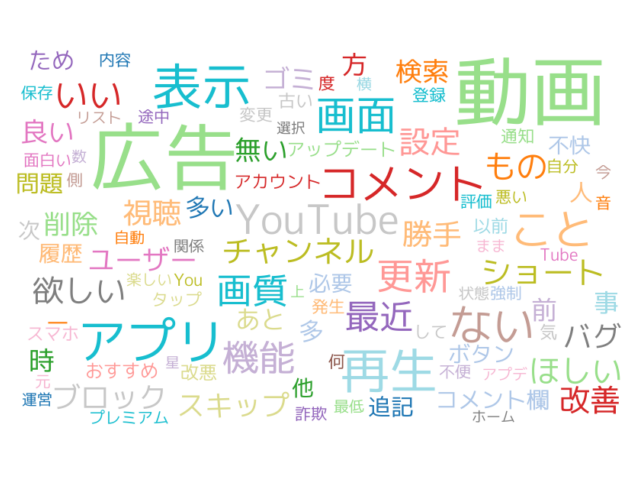 ため
内容
保存
いい
表示
ゴミ
度
方
横
検索
動画
リスト
途中
古い
変更
画面
登録
良い
広告
選択
設定
通知
不快
面白い
数
無い
アップデート
もの
自分
今
問題
側
アカウント
コメント
評価
悪い
人
音
視聴
多い
YouTube
次
削除
自動
勝手
以前
こと
履歴
ユーザー
関係
チャンネル
まま
Tube
欲しい
楽しい
You
タップ
画質
上
必要
更新
ショート
状態
強制
発生
事
ー
スマホ
アプリ
あと
多
最近
ない
前
気
バグ
時
おすすめ
星
改悪
機能
何
再生
して
ボタン
不便
アプデ
ほしい
元
運営
ブロック
プレミアム
スキップ
他
詐欺
最低
追記
コメント欄
ホーム
改善